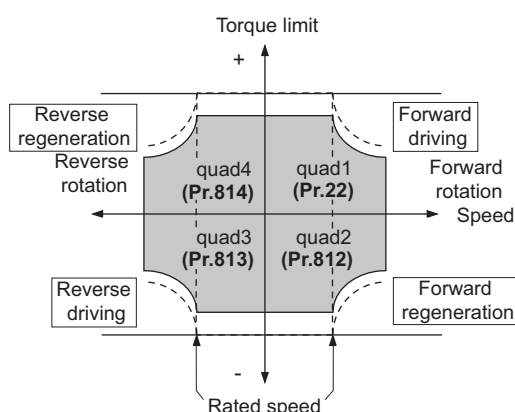 Torque limit
+
Reverse
regeneration
Forward
driving
Reverse
rotation
quad4
(Pr.814)
quad1
(Pr.22)
Forward
rotation
Speed
quad3
(Pr.813)
quad2
(Pr.812)
Reverse
driving
Forward
regeneration
-
Rated speed